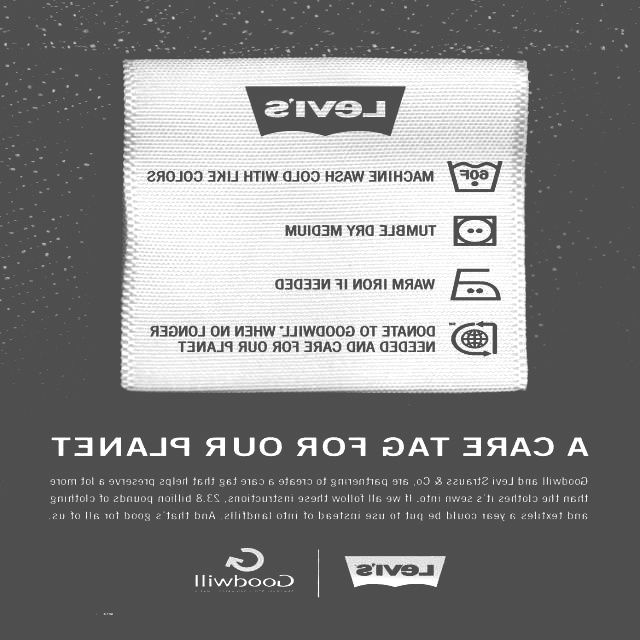 Levi's
MACHINE WASH COLD WITH LIKE COLORS
60F
TUMBLE DRY MEDIUM
WARM IRON IF NEEDED
DONATE TO GOODWILL™ WHEN NO LONGER
NEEDED AND CARE FOR OUR PLANET
A CARE TAG FOR OUR PLANET
Goodwill and Levi Strauss & Co, are partnering to create a care tag that helps preserve a lot more
than the clothes it's sewn into. If we all follow these instructions, 23.8 billion pounds of clothing
and textiles a year could be put to use instead of into landfills. And that's good for all of us.
Levi's
Goodwill